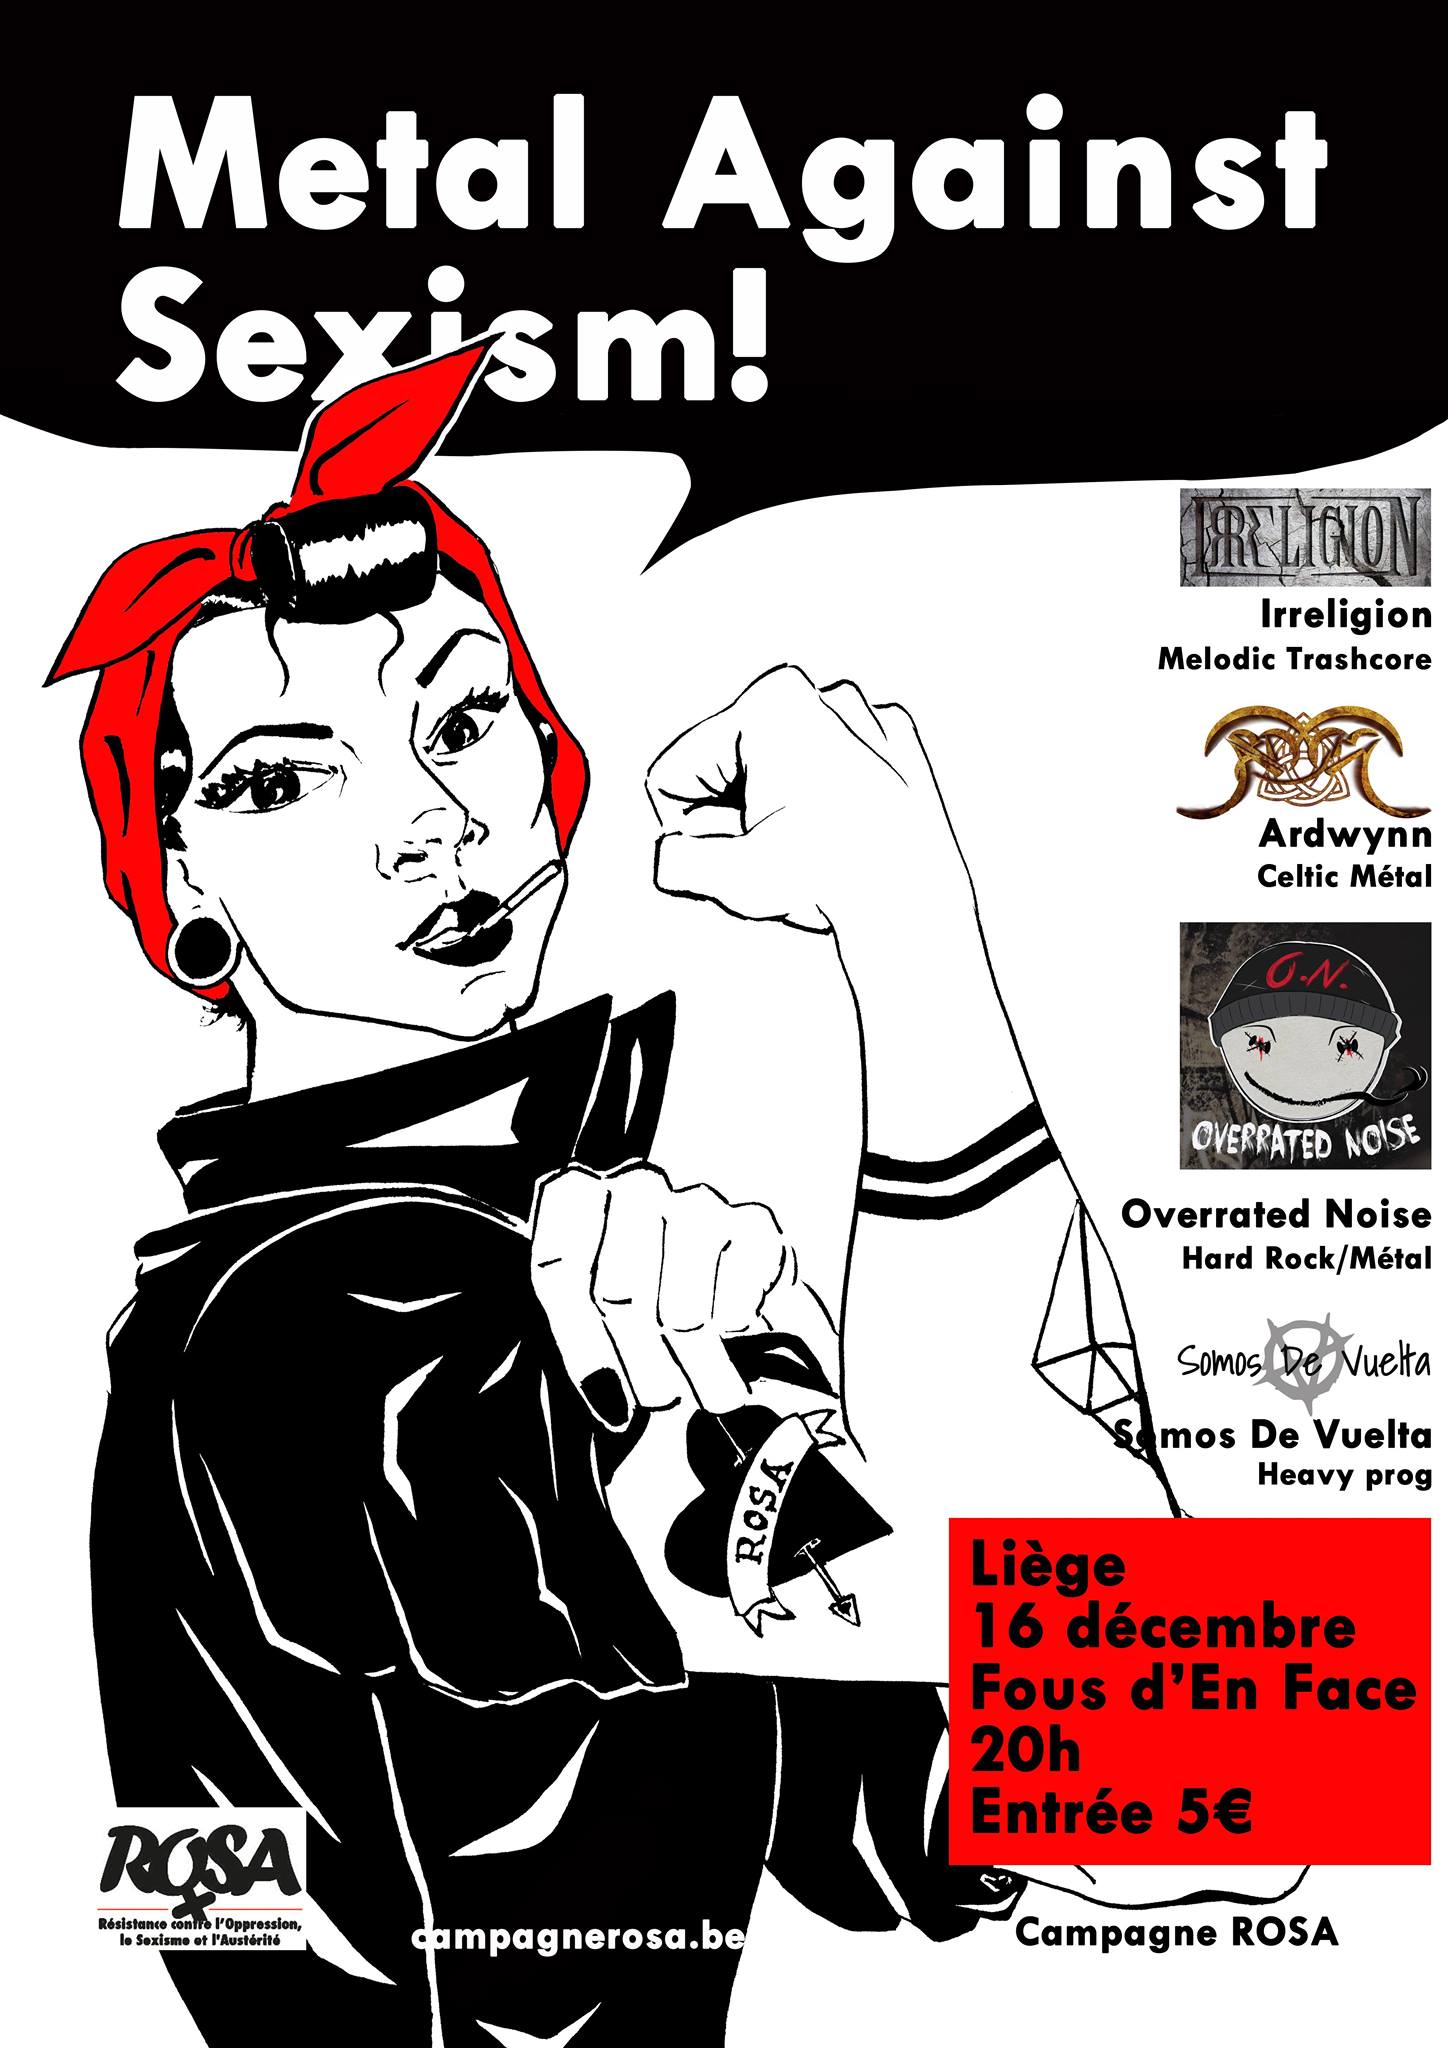 Metal Against
Sexism!
IRRELIGION
Irreligion
Melodic Trashcore
Ardwynn
Celtic Métal
O.N.
OVERRATED NOISE
Overrated Noise
Hard Rock/Métal
Somos De Vuelta
Somos De Vuelta
Heavy prog
ROSA
Liège
16 décembre
Fous d'En Face
20h
Entrée 5€
ROSA
Résistance contre l'Oppression,
le Sexisme et l'Austérité
campagnerosa.be
Campagne ROSA